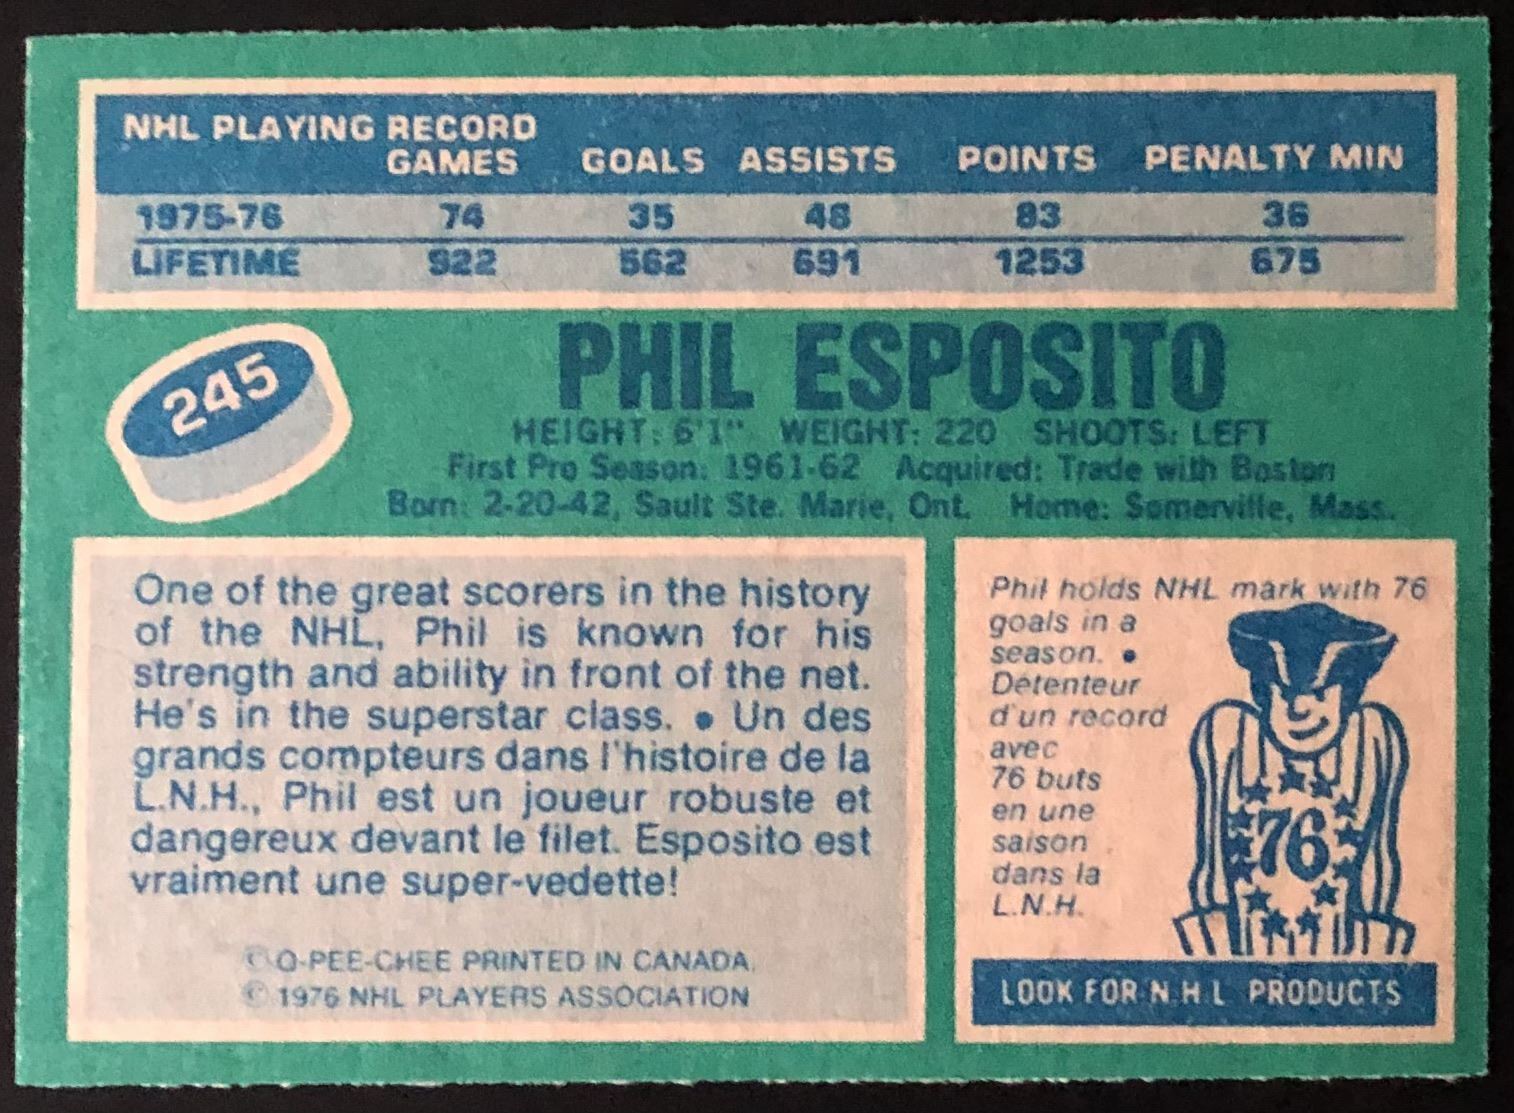 NHL PLAYING RECORD
GAMES GOALS ASSISTS POINTS PENALTY MIN
1975-76 74 35 48 83 36
LIFETIME 922 562 691 1253 675
245
PHIL ESPOSITO
HEIGHT: 6'1" WEIGHT: 220 SHOOTS: LEFT
First Pro Season: 1961-62 Acquired: Trade with Boston
Born: 2-20-42, Sault Ste. Marie, Ont. Home: Somerville, Mass.
One of the great scorers in the history
of the NHL, Phil is known for his
strength and ability in front of the net.
He's in the superstar class. • Un des
grands compteurs dans l'histoire de la
L.N.H., Phil est un joueur robuste et
dangereux devant le filet. Esposito est
vraiment une super-vedette!
© O-PEE-CHEE PRINTED IN CANADA
© 1976 NHL PLAYERS ASSOCIATION
Phil holds NHL mark with 76
goals in a
season. •
Détenteur
d'un record
avec
76 buts
en une
saison
dans la
L.N.H.
76
LOOK FOR N.H.L. PRODUCTS